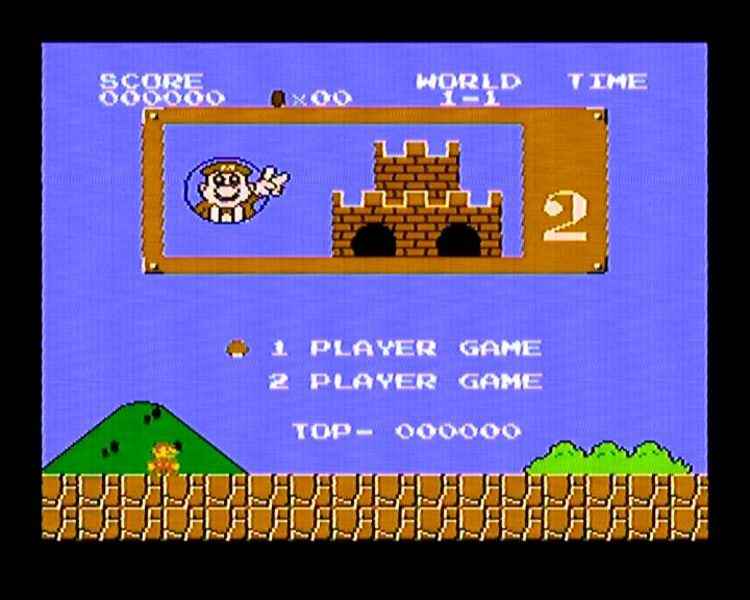 SCORE WORLD TIME
000000 ×00 1-1
2
1 PLAYER GAME
2 PLAYER GAME
TOP- 000000